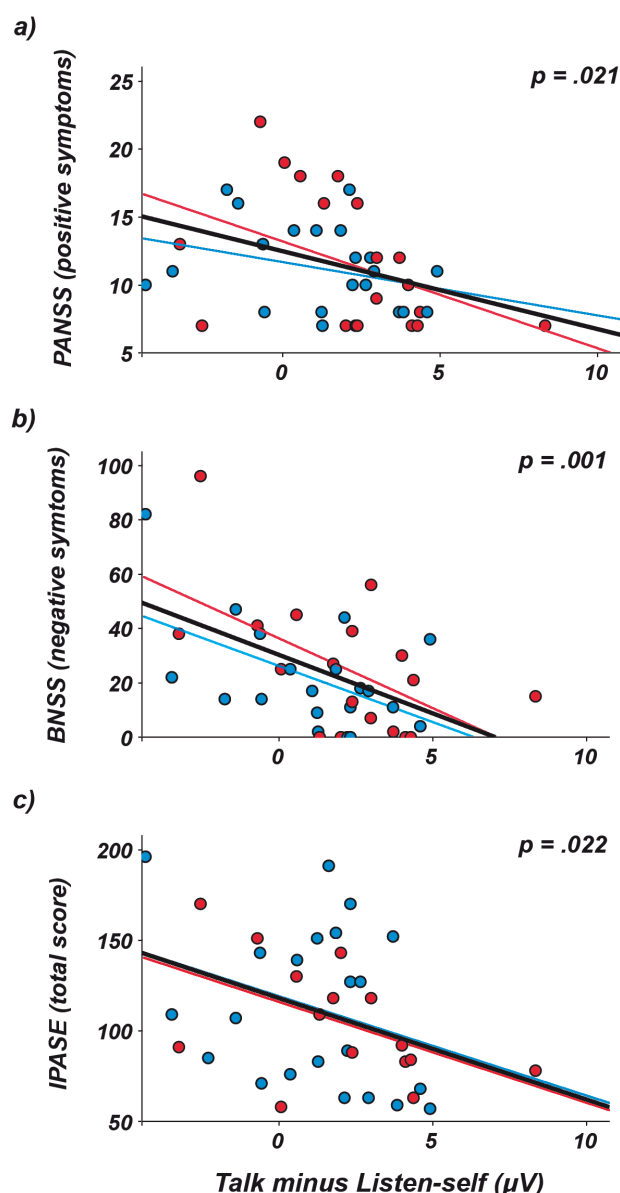 a)
PANSS (positive symptoms)
p = .021
25
20
15
10
5
0
5
10
b)
BNSS (negative symtoms)
p = .001
100
80
60
40
20
0
0
5
10
c)
IPASE (total score)
p = .022
200
150
100
50
0
5
10
Talk minus Listen-self (µV)